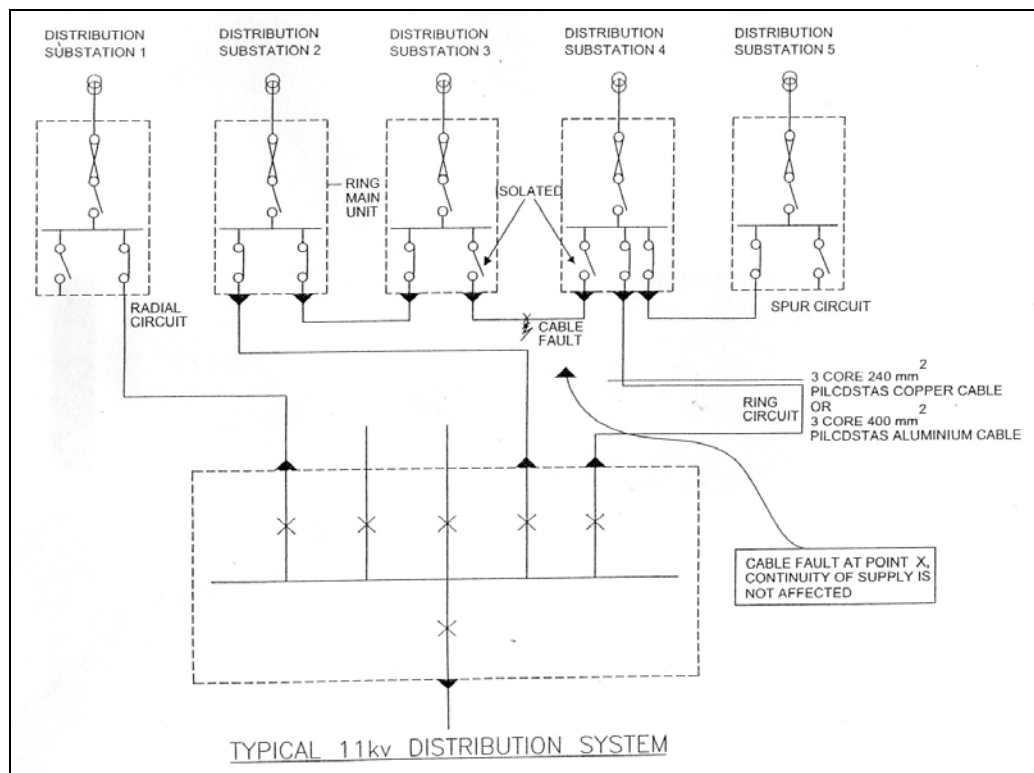 DISTRIBUTION
SUBSTATION 1
DISTRIBUTION
SUBSTATION 2
DISTRIBUTION
SUBSTATION 3
DISTRIBUTION
SUBSTATION 4
DISTRIBUTION
SUBSTATION 5
RING
MAIN
UNIT
ISOLATED
RADIAL
CIRCUIT
SPUR CIRCUIT
X
CABLE
FAULT
3 CORE 240 mm²
PILCDSTAS COPPER CABLE
OR
3 CORE 400 mm²
PILCDSTAS ALUMINIUM CABLE
RING
CIRCUIT
CABLE FAULT AT POINT X,
CONTINUITY OF SUPPLY IS
NOT AFFECTED
TYPICAL 11kv DISTRIBUTION SYSTEM